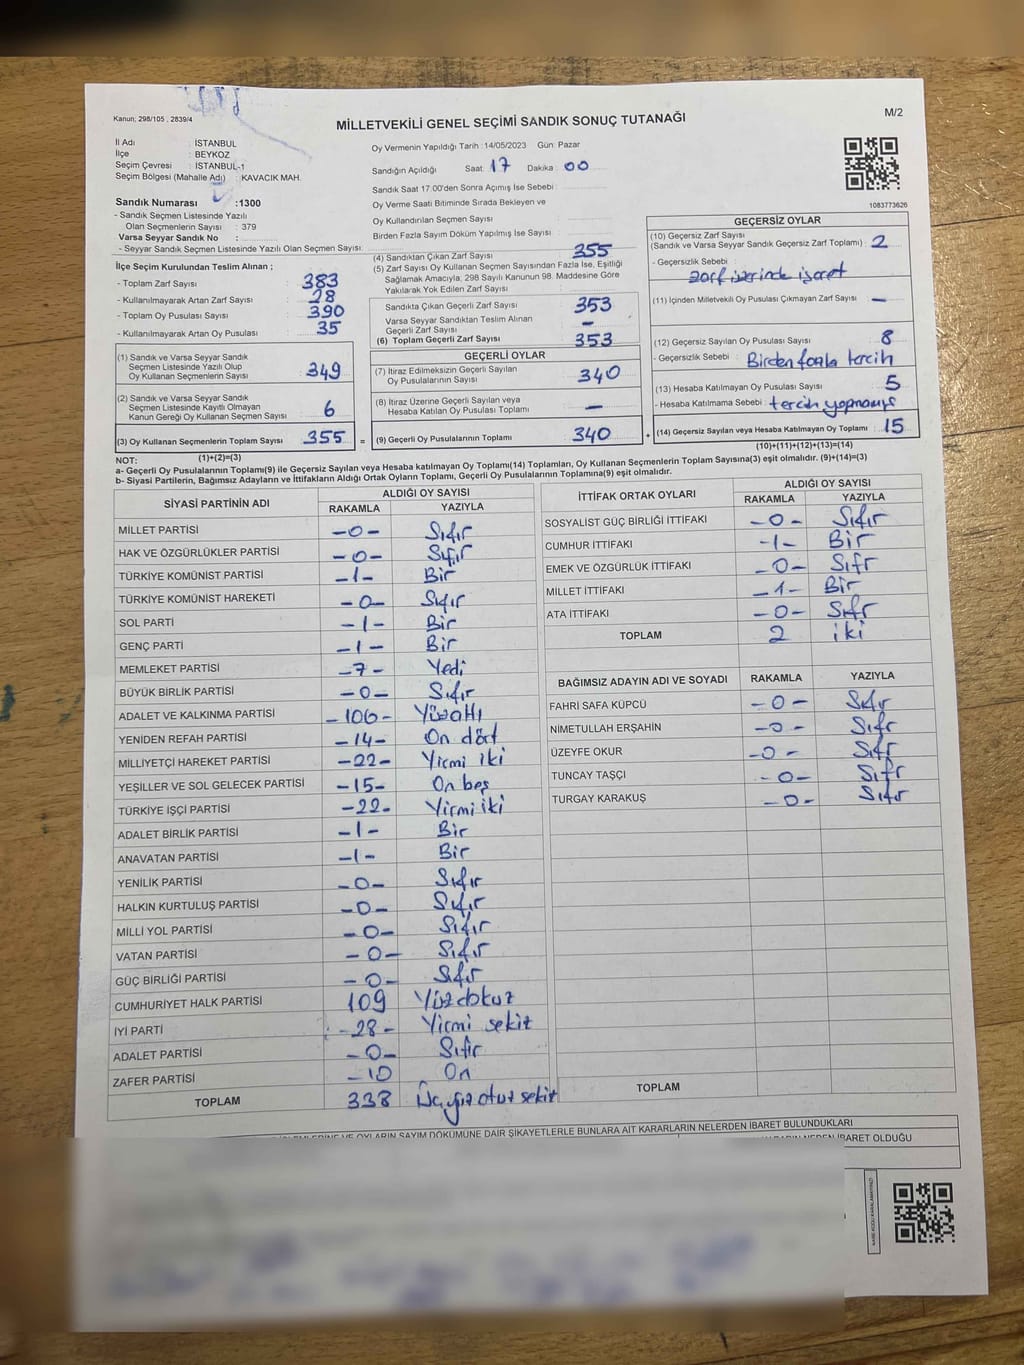 Kanun; 298/105 , 2839/4
M/2
MİLLETVEKİLİ GENEL SEÇİMİ SANDIK SONUÇ TUTANAĞI
İl Adı : İSTANBUL
İlçe : BEYKOZ
Seçim Çevresi : İSTANBUL-1
Seçim Bölgesi (Mahalle Adı) : KAVACIK MAH.
Sandık Numarası :1300
- Sandık Seçmen Listesinde Yazılı
Olan Seçmenlerin Sayısı : 379
Varsa Seyyar Sandık No :
- Seyyar Sandık Seçmen Listesinde Yazılı Olan Seçmen Sayısı:
Oy Vermenin Yapıldığı Tarih :14/05/2023 Gün: Pazar
Sandığın Açıldığı Saat: 17 Dakika : 00
Sandık Saat 17.00'den Sonra Açımış İse Sebebi :
Oy Verme Saati Bitiminde Sırada Bekleyen ve
Oy Kullandırılan Seçmen Sayısı :
Birden Fazla Sayım Döküm Yapılmış İse Sayısı :
1083773626
İlçe Seçim Kurulundan Teslim Alınan ;
- Toplam Zarf Sayısı : 383
- Kullanılmayarak Artan Zarf Sayısı : 28
- Toplam Oy Pusulası Sayısı : 390
- Kullanılmayarak Artan Oy Pusulası : 35
(1) Sandık ve Varsa Seyyar Sandık
Seçmen Listesinde Yazılı Olup
Oy Kullanan Seçmenlerin Sayısı : 349
(2) Sandık ve Varsa Seyyar Sandık
Seçmen Listesinde Kayıtlı Olmayan
Kanun Gereği Oy Kullanan Seçmen Sayısı : 6
(3) Oy Kullanan Seçmenlerin Toplam Sayısı : 355 =
(1)+(2)=(3)
(4) Sandıktan Çıkan Zarf Sayısı : 355
(5) Zarf Sayısı Oy Kullanan Seçmen Sayısından Fazla İse, Eşitliği
Sağlamak Amacıyla, 298 Sayılı Kanunun 98. Maddesine Göre
Yakılarak Yok Edilen Zarf Sayısı :
Sandıkta Çıkan Geçerli Zarf Sayısı : 353
Varsa Seyyar Sandıktan Teslim Alınan
Geçerli Zarf Sayısı : –
(6) Toplam Geçerli Zarf Sayısı : 353
GEÇERLİ OYLAR
(7) İtiraz Edilmeksizin Geçerli Sayılan
Oy Pusulalarının Sayısı : 340
(8) İtiraz Üzerine Geçerli Sayılan veya
Hesaba Katılan Oy Pusulası Toplamı : –
(9) Geçerli Oy Pusulalarının Toplamı : 340 +
GEÇERSİZ OYLAR
(10) Geçersiz Zarf Sayısı
(Sandık ve Varsa Seyyar Sandık Geçersiz Zarf Toplamı) : 2
- Geçersizlik Sebebi :
zarf üzerinde işaret
(11) İçinden Milletvekili Oy Pusulası Çıkmayan Zarf Sayısı : –
(12) Geçersiz Sayılan Oy Pusulası Sayısı : 8
- Geçersizlik Sebebi : Birden fazla tercih
(13) Hesaba Katılmayan Oy Pusulası Sayısı : 5
- Hesaba Katılmama Sebebi : tercih yapmamış
(14) Geçersiz Sayılan veya Hesaba Katılmayan Oy Toplamı : 15
(10)+(11)+(12)+(13)=(14)
NOT:
a- Geçerli Oy Pusulalarının Toplamı(9) ile Geçersiz Sayılan veya Hesaba katılmayan Oy Toplamı(14) Toplamları, Oy Kullanan Seçmenlerin Toplam Sayısına(3) eşit olmalıdır. (9)+(14)=(3)
b- Siyasi Partilerin, Bağımsız Adayların ve İttifakların Aldığı Ortak Oyların Toplamı, Geçerli Oy Pusulalarının Toplamına(9) eşit olmalıdır.
SİYASİ PARTİNİN ADI ALDIĞI OY SAYISI
RAKAMLA YAZIYLA
MİLLET PARTİSİ –0– Sıfır
HAK VE ÖZGÜRLÜKLER PARTİSİ –0– Sıfır
TÜRKİYE KOMÜNİST PARTİSİ –1– Bir
TÜRKİYE KOMÜNİST HAREKETİ –0– Sıfır
SOL PARTİ –1– Bir
GENÇ PARTİ –1– Bir
MEMLEKET PARTİSİ –7– Yedi
BÜYÜK BİRLİK PARTİSİ –0– Sıfır
ADALET VE KALKINMA PARTİSİ –106– Yüzaltı
YENİDEN REFAH PARTİSİ –14– On dört
MİLLİYETÇİ HAREKET PARTİSİ –22– Yirmi iki
YEŞİLLER VE SOL GELECEK PARTİSİ –15– On beş
TÜRKİYE İŞÇİ PARTİSİ –22– Yirmi iki
ADALET BİRLİK PARTİSİ –1– Bir
ANAVATAN PARTİSİ –1– Bir
YENİLİK PARTİSİ –0– Sıfır
HALKIN KURTULUŞ PARTİSİ –0– Sıfır
MİLLİ YOL PARTİSİ –0– Sıfır
VATAN PARTİSİ –0– Sıfır
GÜÇ BİRLİĞİ PARTİSİ –0– Sıfır
CUMHURİYET HALK PARTİSİ 109 Yüzdokuz
İYİ PARTİ –28– Yirmi sekiz
ADALET PARTİSİ –0– Sıfır
ZAFER PARTİSİ –10 On
TOPLAM 338 Üçyüzotuz sekiz
İTTİFAK ORTAK OYLARI ALDIĞI OY SAYISI
RAKAMLA YAZIYLA
SOSYALİST GÜÇ BİRLİĞİ İTTİFAKI –0– Sıfır
CUMHUR İTTİFAKI –1– Bir
EMEK VE ÖZGÜRLÜK İTTİFAKI –0– Sıfr
MİLLET İTTİFAKI –1– Bir
ATA İTTİFAKI –0– Sıfr
TOPLAM 2 iki
BAĞIMSIZ ADAYIN ADI VE SOYADI RAKAMLA YAZIYLA
FAHRİ SAFA KÜPCÜ –0– Sıfır
NİMETULLAH ERŞAHİN –0– Sıfr
ÜZEYFE OKUR –0– Sıfr
TUNCAY TAŞÇI –0– Sıfr
TURGAY KARAKUŞ –0– Sıfr
TOPLAM
OYLARIN SAYIM DÖKÜMÜNE DAİR ŞİKAYETLERLE BUNLARA AİT KARARLARIN NELERDEN İBARET BULUNDUKLARI
İBARET OLDUĞU